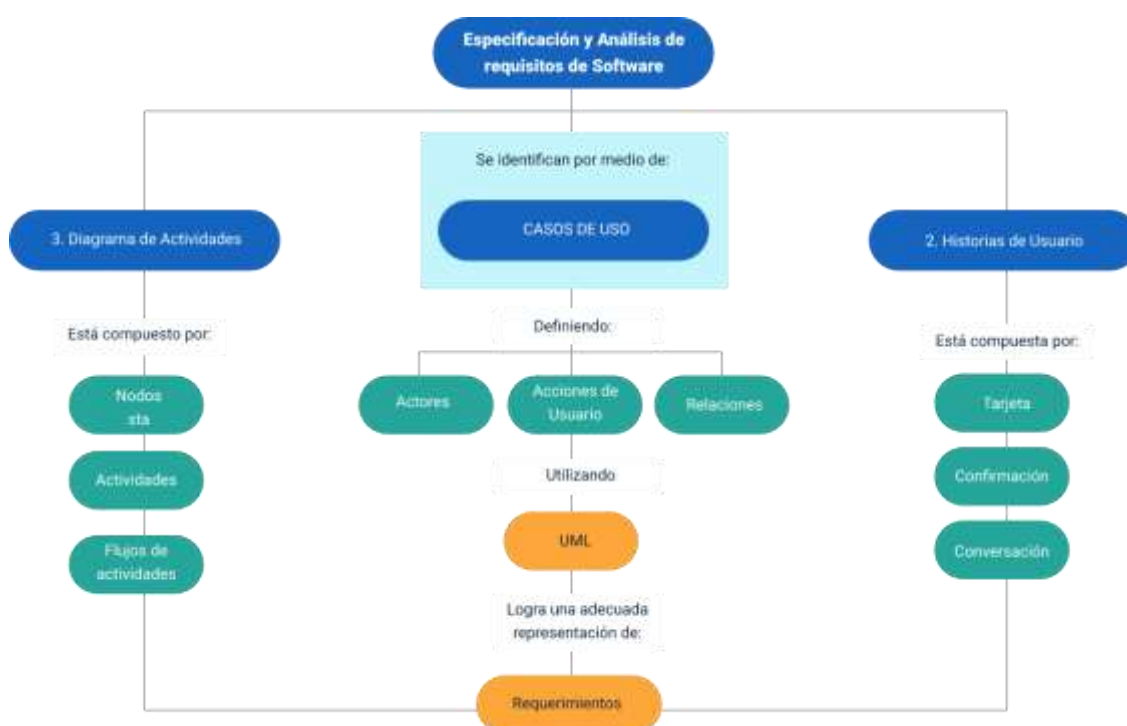 Especificación y Análisis de
requisitos de Software
Se identifican por medio de:
CASOS DE USO
3. Diagrama de Actividades
2. Historias de Usuario
Está compuesto por:
Definiendo:
Está compuesta por:
Nodos
sta
Actores
Acciones de
Usuario
Relaciones
Tarjeta
Actividades
Utilizando
Confirmación
UML
Flujos de
actividades
Conversación
Logra una adecuada
representación de:
Requerimientos